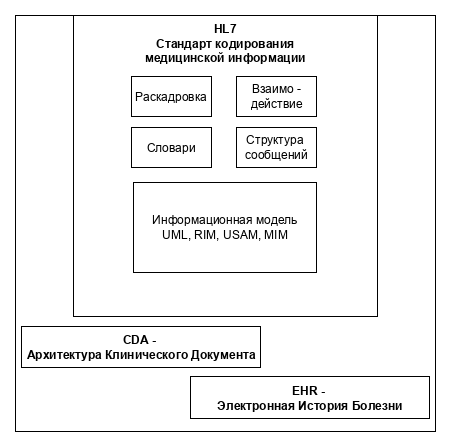 HL7
Стандарт кодирования
медицинской информации
Раскадровка
Взаимо -
действие
Словари
Структура
сообщений
Информационная модель
UML, RIM, USAM, MIM
CDA -
Архитектура Клинического Документа
EHR -
Электронная История Болезни